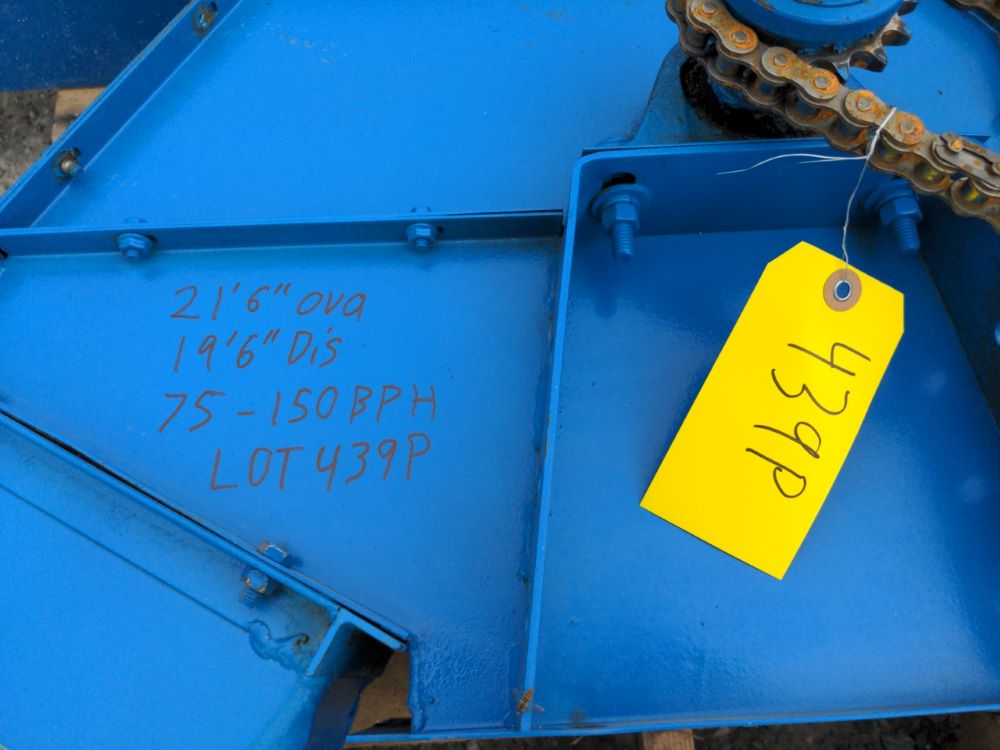 21'6" ova
19'6" Dis
75-150 BPH
LOT 439P
439P